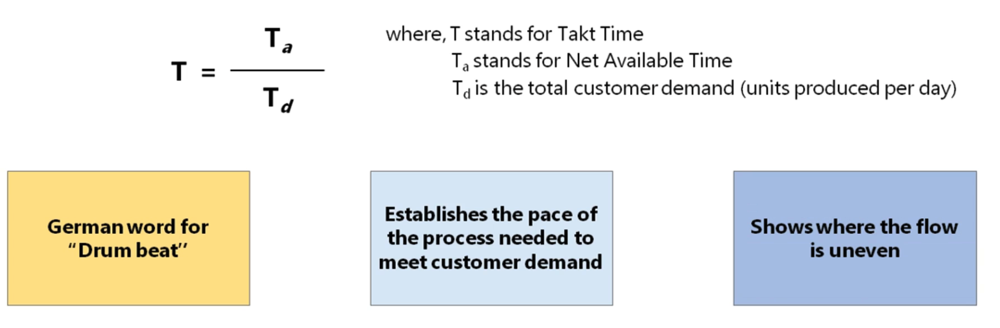 T = Ta / Td
where, T stands for Takt Time
Ta stands for Net Available Time
Td is the total customer demand (units produced per day)
German word for
“Drum beat”
Establishes the pace of
the process needed to
meet customer demand
Shows where the flow
is uneven